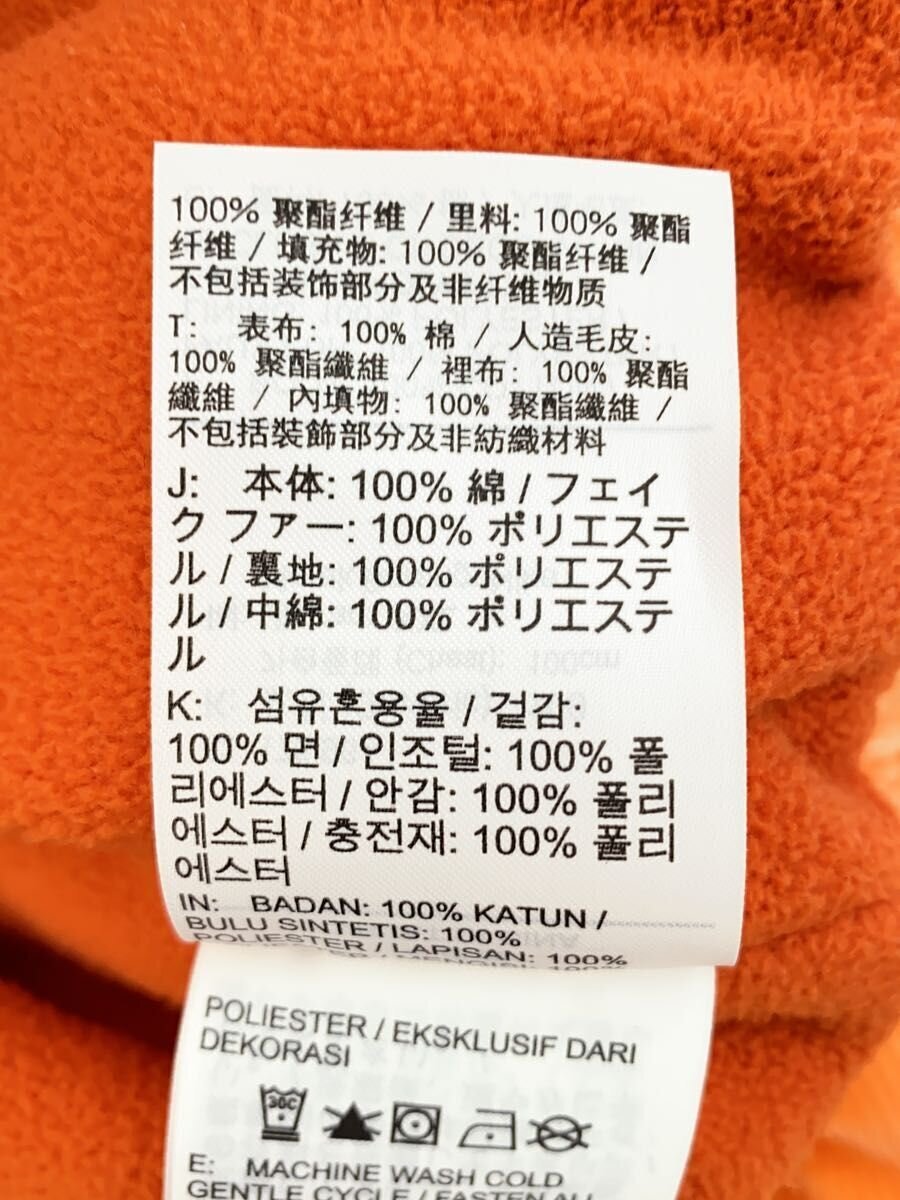 100% 聚酯纤维 / 里料: 100% 聚酯
纤维 / 填充物: 100% 聚酯纤维 /
不包括装饰部分及非纤维物质
T: 表布: 100% 棉 / 人造毛皮:
100% 聚酯纖維 / 裡布: 100% 聚酯
纖維 / 內填物: 100% 聚酯纖維 /
不包括裝飾部分及非紡織材料
J: 本体: 100% 綿 / フェイ
ク ファー: 100% ポリエステ
ル / 裏地: 100% ポリエステ
ル / 中綿: 100% ポリエステ
ル
K: 섬유혼용율 / 겉감:
100% 면 / 인조털: 100% 폴
리에스터 / 안감: 100% 폴리
에스터 / 충전재: 100% 폴리
에스터
IN: BADAN: 100% KATUN /
BULU SINTETIS: 100%
POLIESTER / LAPISAN: 100%
POLIESTER / EKSKLUSIF DARI
DEKORASI
30C
E: MACHINE WASH COLD
GENTLE CYCLE / FASTEN ALL